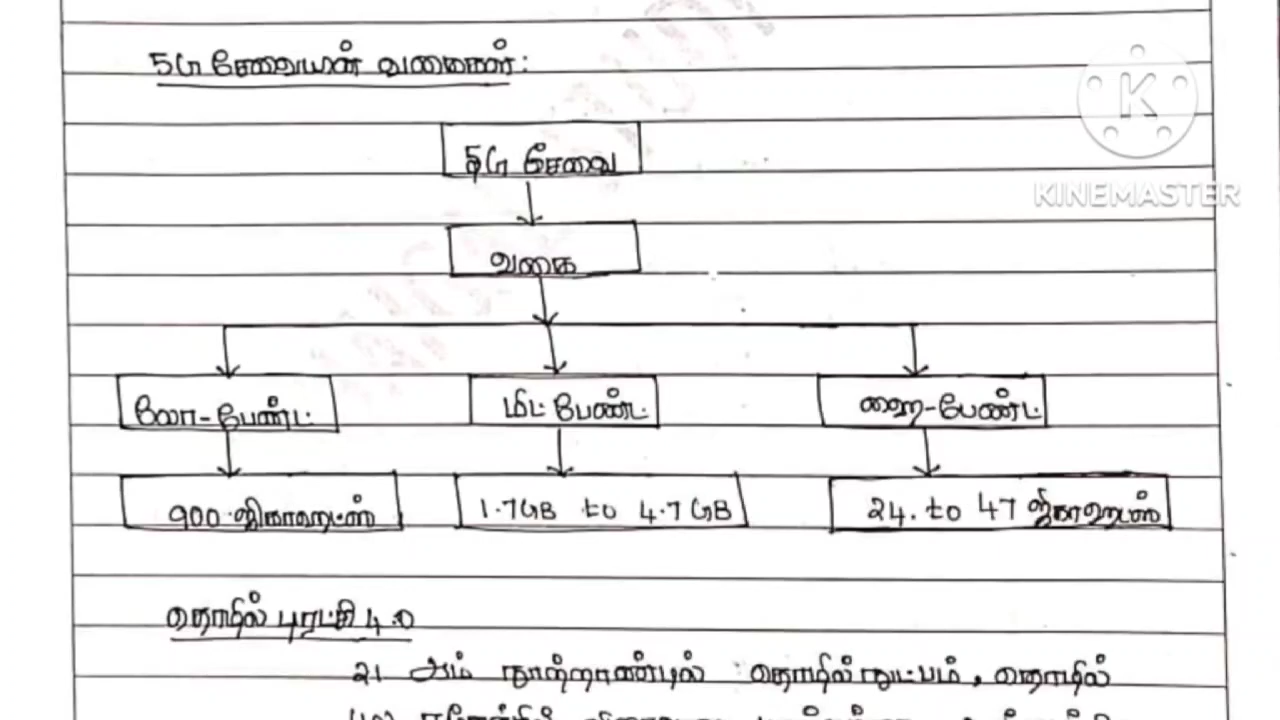 5G சேவையின் வகைகள்:
KINEMASTER
5G சேவை
வகை
லோ-பேண்ட்
மிட் பேண்ட்
ஹை-பேண்ட்
900 ஜிகாஹெட்ஸ்
1.7GB to 4.7GB
24. to 47 ஜிகாஹெட்ஸ்
தொழில் புரட்சி 4.0
21 ஆம் நூற்றாண்டில் தொழில்நுட்பம், தொழில்